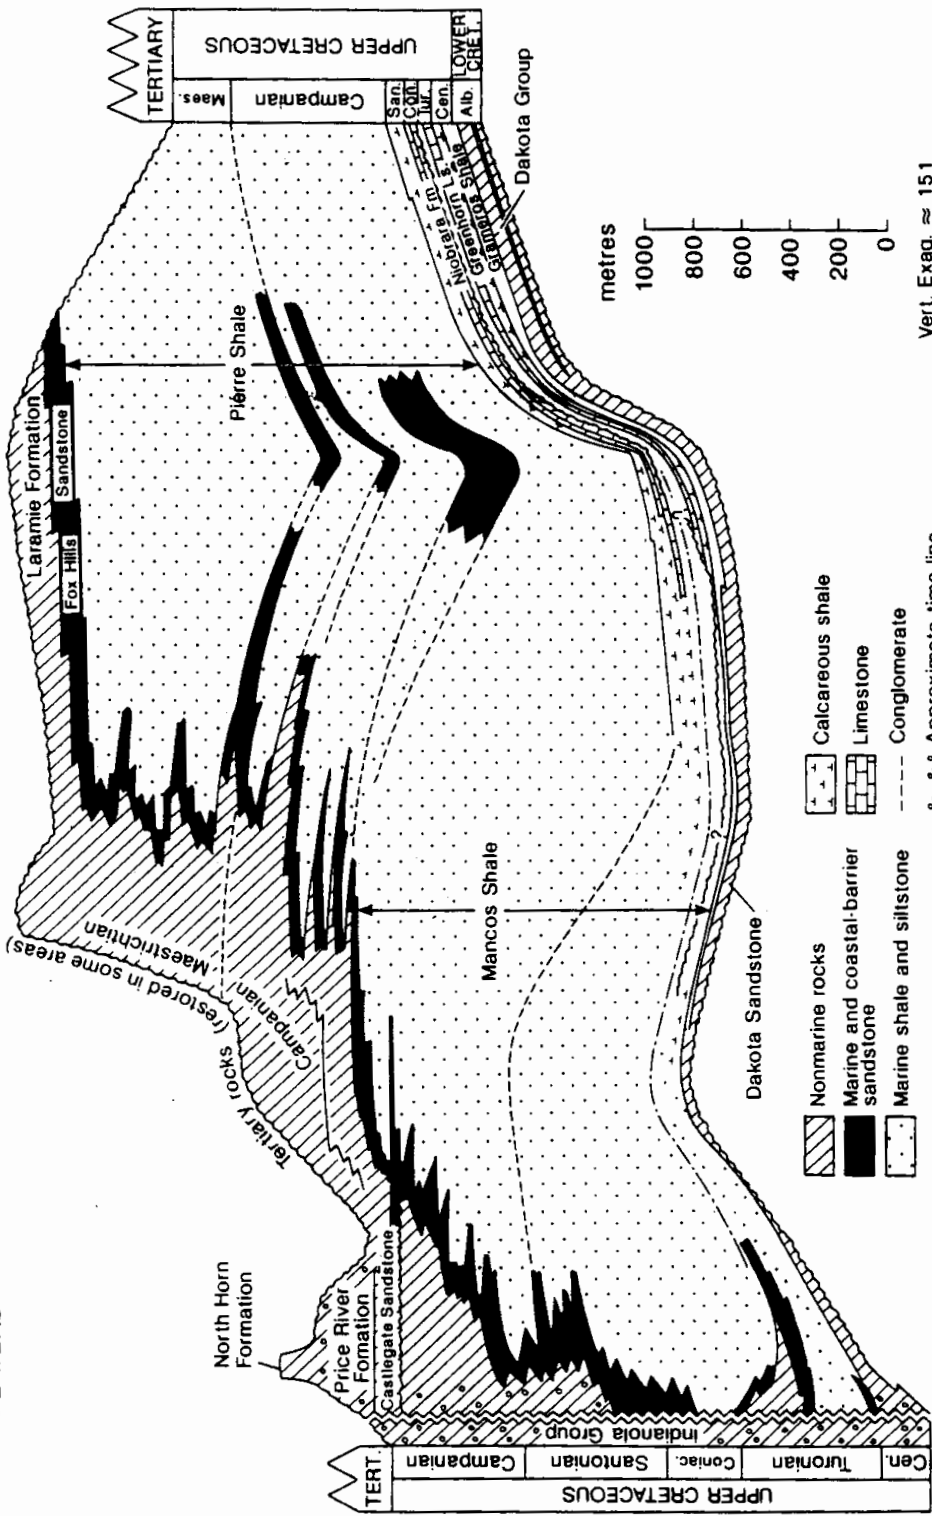 TERTIARY
UPPER CRETACEOUS
LOWER
CRET.
Maes.
Campanian
San.
Con.
Tur.
Cen.
Alb.
Laramie Formation
Fox Hills
Sandstone
Pierre Shale
Niobrara Fm
Greenhorn Ls.
Graneros Shale
Dakota Group
Maestrichtian
Campanian
Tertiary rocks (restored in some areas)
Mancos Shale
Dakota Sandstone
?
?
North Horn
Formation
Price River
Fomation
Castlegate Sandstone
Indianola Group
TERT.
UPPER CRETACEOUS
Campanian
Santonian
Coniac.
Turonian
Cen.
metres
1000
800
600
400
200
0
Vert. Exag. ≈ 151
Nonmarine rocks
Marine and coastal-barrier
sandstone
Marine shale and siltstone
Calcareous shale
Limestone
Conglomerate
Approximate time line